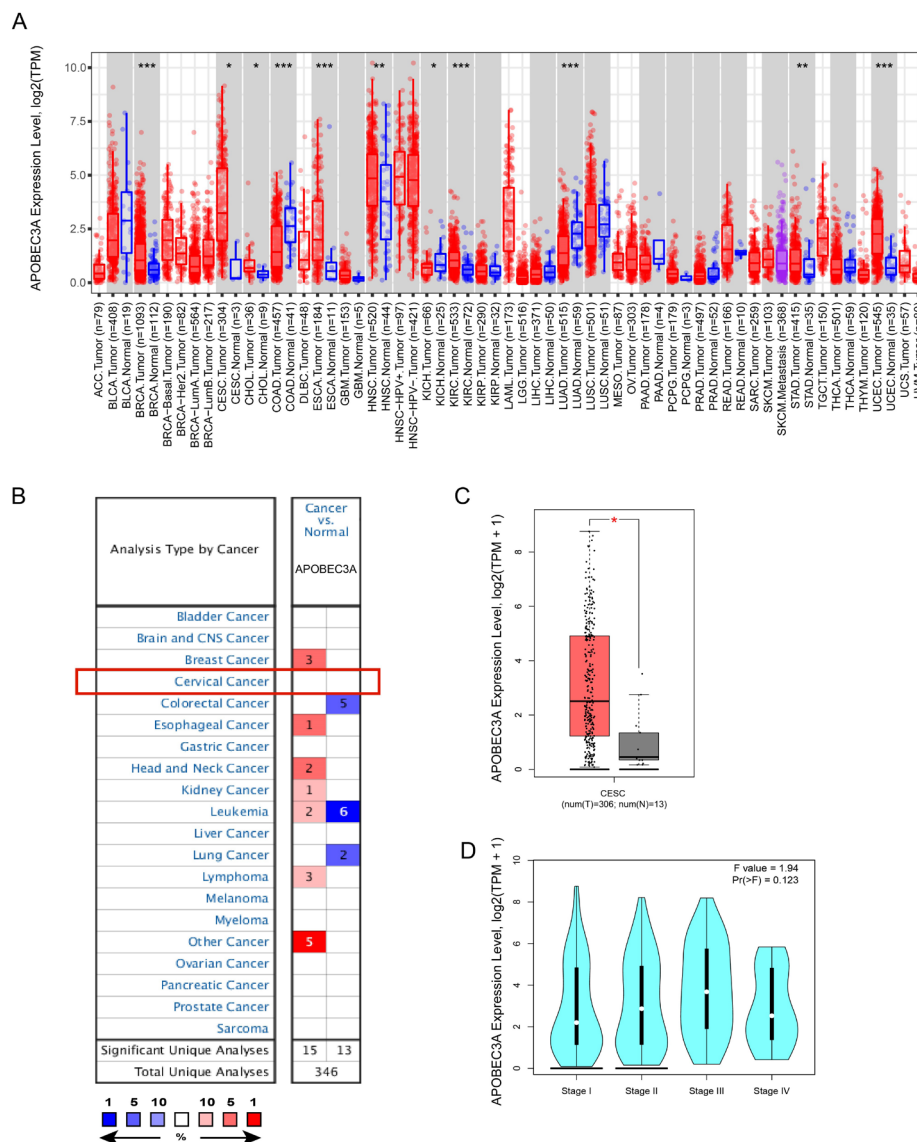 A
APOBEC3A Expression Level, log2(TPM)
10.0
7.5
5.0
2.5
0.0
*** * * *** *** ** * *** *** ** ***
ACC.Tumor (n=79)
BLCA.Tumor (n=408)
BLCA.Normal (n=19)
BRCA.Tumor (n=1093)
BRCA.Normal (n=112)
BRCA-Basal.Tumor (n=190)
BRCA-Her2.Tumor (n=82)
BRCA-LumA.Tumor (n=564)
BRCA-LumB.Tumor (n=217)
CESC.Tumor (n=304)
CESC.Normal (n=3)
CHOL.Tumor (n=36)
CHOL.Normal (n=9)
COAD.Tumor (n=457)
COAD.Normal (n=41)
DLBC.Tumor (n=48)
ESCA.Tumor (n=184)
ESCA.Normal (n=11)
GBM.Tumor (n=153)
GBM.Normal (n=5)
HNSC.Tumor (n=520)
HNSC.Normal (n=44)
HNSC-HPV+.Tumor (n=97)
HNSC-HPV-.Tumor (n=421)
KICH.Tumor (n=66)
KICH.Normal (n=25)
KIRC.Tumor (n=533)
KIRC.Normal (n=72)
KIRP.Tumor (n=290)
KIRP.Normal (n=32)
LAML.Tumor (n=173)
LGG.Tumor (n=516)
LIHC.Tumor (n=371)
LIHC.Normal (n=50)
LUAD.Tumor (n=515)
LUAD.Normal (n=59)
LUSC.Tumor (n=501)
LUSC.Normal (n=51)
MESO.Tumor (n=87)
OV.Tumor (n=303)
PAAD.Tumor (n=178)
PAAD.Normal (n=4)
PCPG.Tumor (n=179)
PCPG.Normal (n=3)
PRAD.Tumor (n=497)
PRAD.Normal (n=52)
READ.Tumor (n=166)
READ.Normal (n=10)
SARC.Tumor (n=259)
SKCM.Tumor (n=103)
SKCM.Metastasis (n=368)
STAD.Tumor (n=415)
STAD.Normal (n=35)
TGCT.Tumor (n=150)
THCA.Tumor (n=501)
THCA.Normal (n=59)
THYM.Tumor (n=120)
UCEC.Tumor (n=545)
UCEC.Normal (n=35)
UCS.Tumor (n=57)
B
Analysis Type by Cancer
Cancer
vs.
Normal
APOBEC3A
Bladder Cancer
Brain and CNS Cancer
Breast Cancer 3
Cervical Cancer
Colorectal Cancer 5
Esophageal Cancer 1
Gastric Cancer
Head and Neck Cancer 2
Kidney Cancer 1
Leukemia 2 6
Liver Cancer
Lung Cancer 2
Lymphoma 3
Melanoma
Myeloma
Other Cancer 5
Ovarian Cancer
Pancreatic Cancer
Prostate Cancer
Sarcoma
Significant Unique Analyses 15 13
Total Unique Analyses 346
1 5 10 10 5 1
%
C
APOBEC3A Expression Level, log2(TPM + 1)
8
6
4
2
0
*
CESC
(num(T)=306; num(N)=13)
D
APOBEC3A Expression Level, log2(TPM + 1)
10
8
6
4
2
0
F value = 1.94
Pr(>F) = 0.123
Stage I Stage II Stage III Stage IV